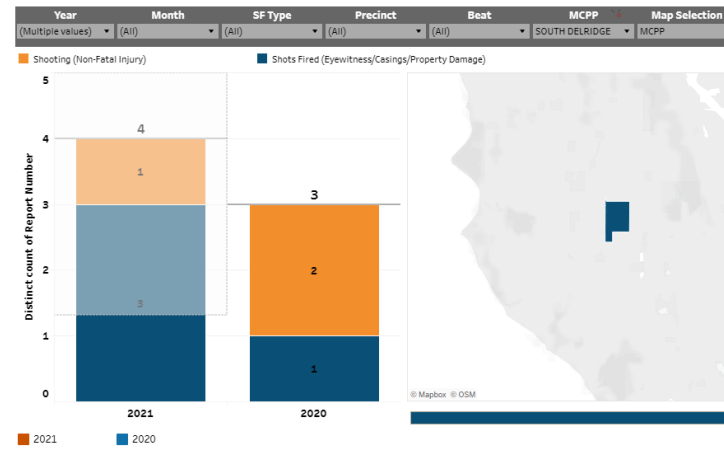 Year Month SF Type Precinct Beat MCPP Map Selection
(Multiple values) (All) (All) (All) (All) SOUTH DELRIDGE MCPP
Shooting (Non-Fatal Injury) Shots Fired (Eyewitness/Casings/Property Damage)
5
4
4
1
3
3
2
2
3
1
1
0
Distinct count of Report Number
2021 2020
© Mapbox © OSM
2021 2020